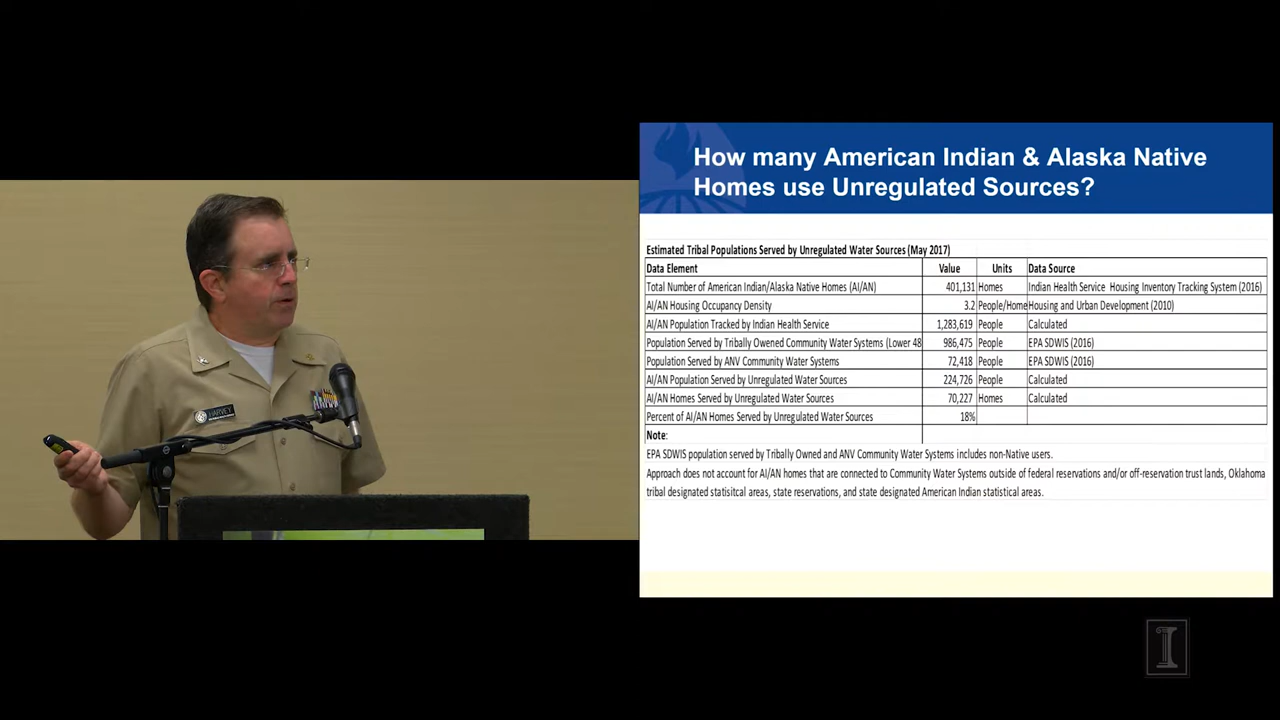 HARVEY
How many American Indian & Alaska Native
Homes use Unregulated Sources?
Estimated Tribal Populations Served by Unregulated Water Sources (May 2017)
Data Element Value Units Data Source
Total Number of American Indian/Alaska Native Homes (AI/AN) 401,131 Homes Indian Health Service Housing Inventory Tracking System (2016)
AI/AN Housing Occupancy Density 3.2 People/Home Housing and Urban Development (2010)
AI/AN Population Tracked by Indian Health Service 1,283,619 People Calculated
Population Served by Tribally Owened Community Water Systems (Lower 48 986,475 People EPA SDWIS (2016)
Population Served by ANV Community Water Systems 72,418 People EPA SDWIS (2016)
AI/AN Population Served by Unregulated Water Sources 224,726 People Calculated
AI/AN Homes Served by Unregulated Water Sources 70,227 Homes Calculated
Percent of AI/AN Homes Served by Unregulated Water Sources 18%
Note:
EPA SDWIS population served by Tribally Owned and ANV Community Water Systems includes non-Native users.
Approach does not account for AI/AN homes that are connected to Community Water Systems outside of federal reservations and/or off-reservation trust lands, Oklahoma
tribal designated statisitcal areas, state reservations, and state designated American Indian statistical areas.
I